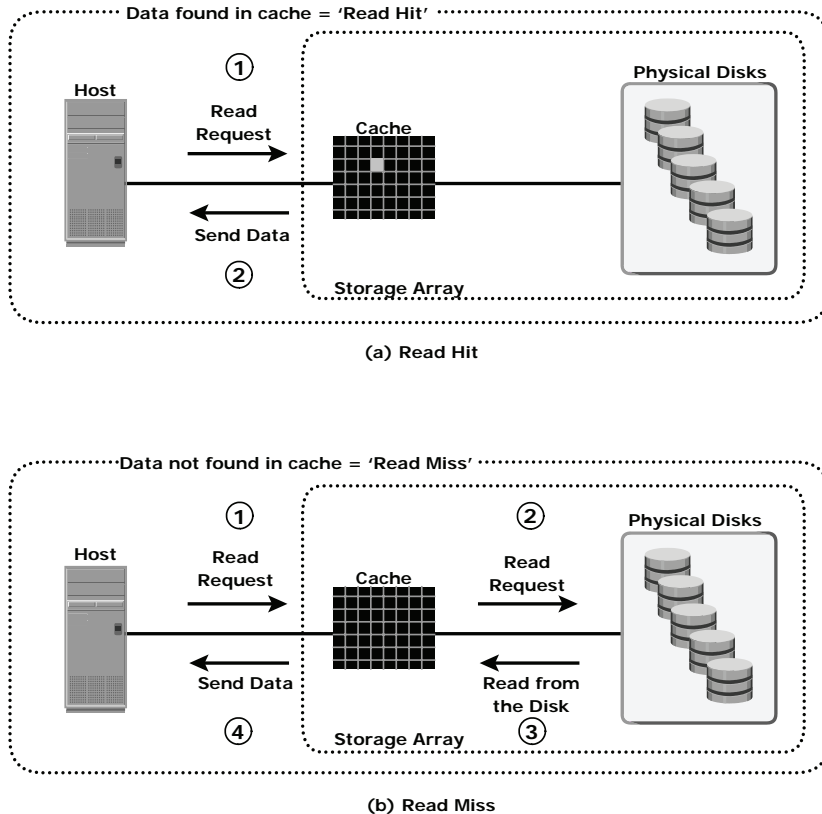 Data found in cache = ‘Read Hit’
①
Physical Disks
Host
Read
Request
Cache
Send Data
②
Storage Array
(a) Read Hit
Data not found in cache = ‘Read Miss’
①
②
Physical Disks
Host
Read
Request
Cache
Read
Request
Send Data
Read from
the Disk
④
Storage Array
③
(b) Read Miss